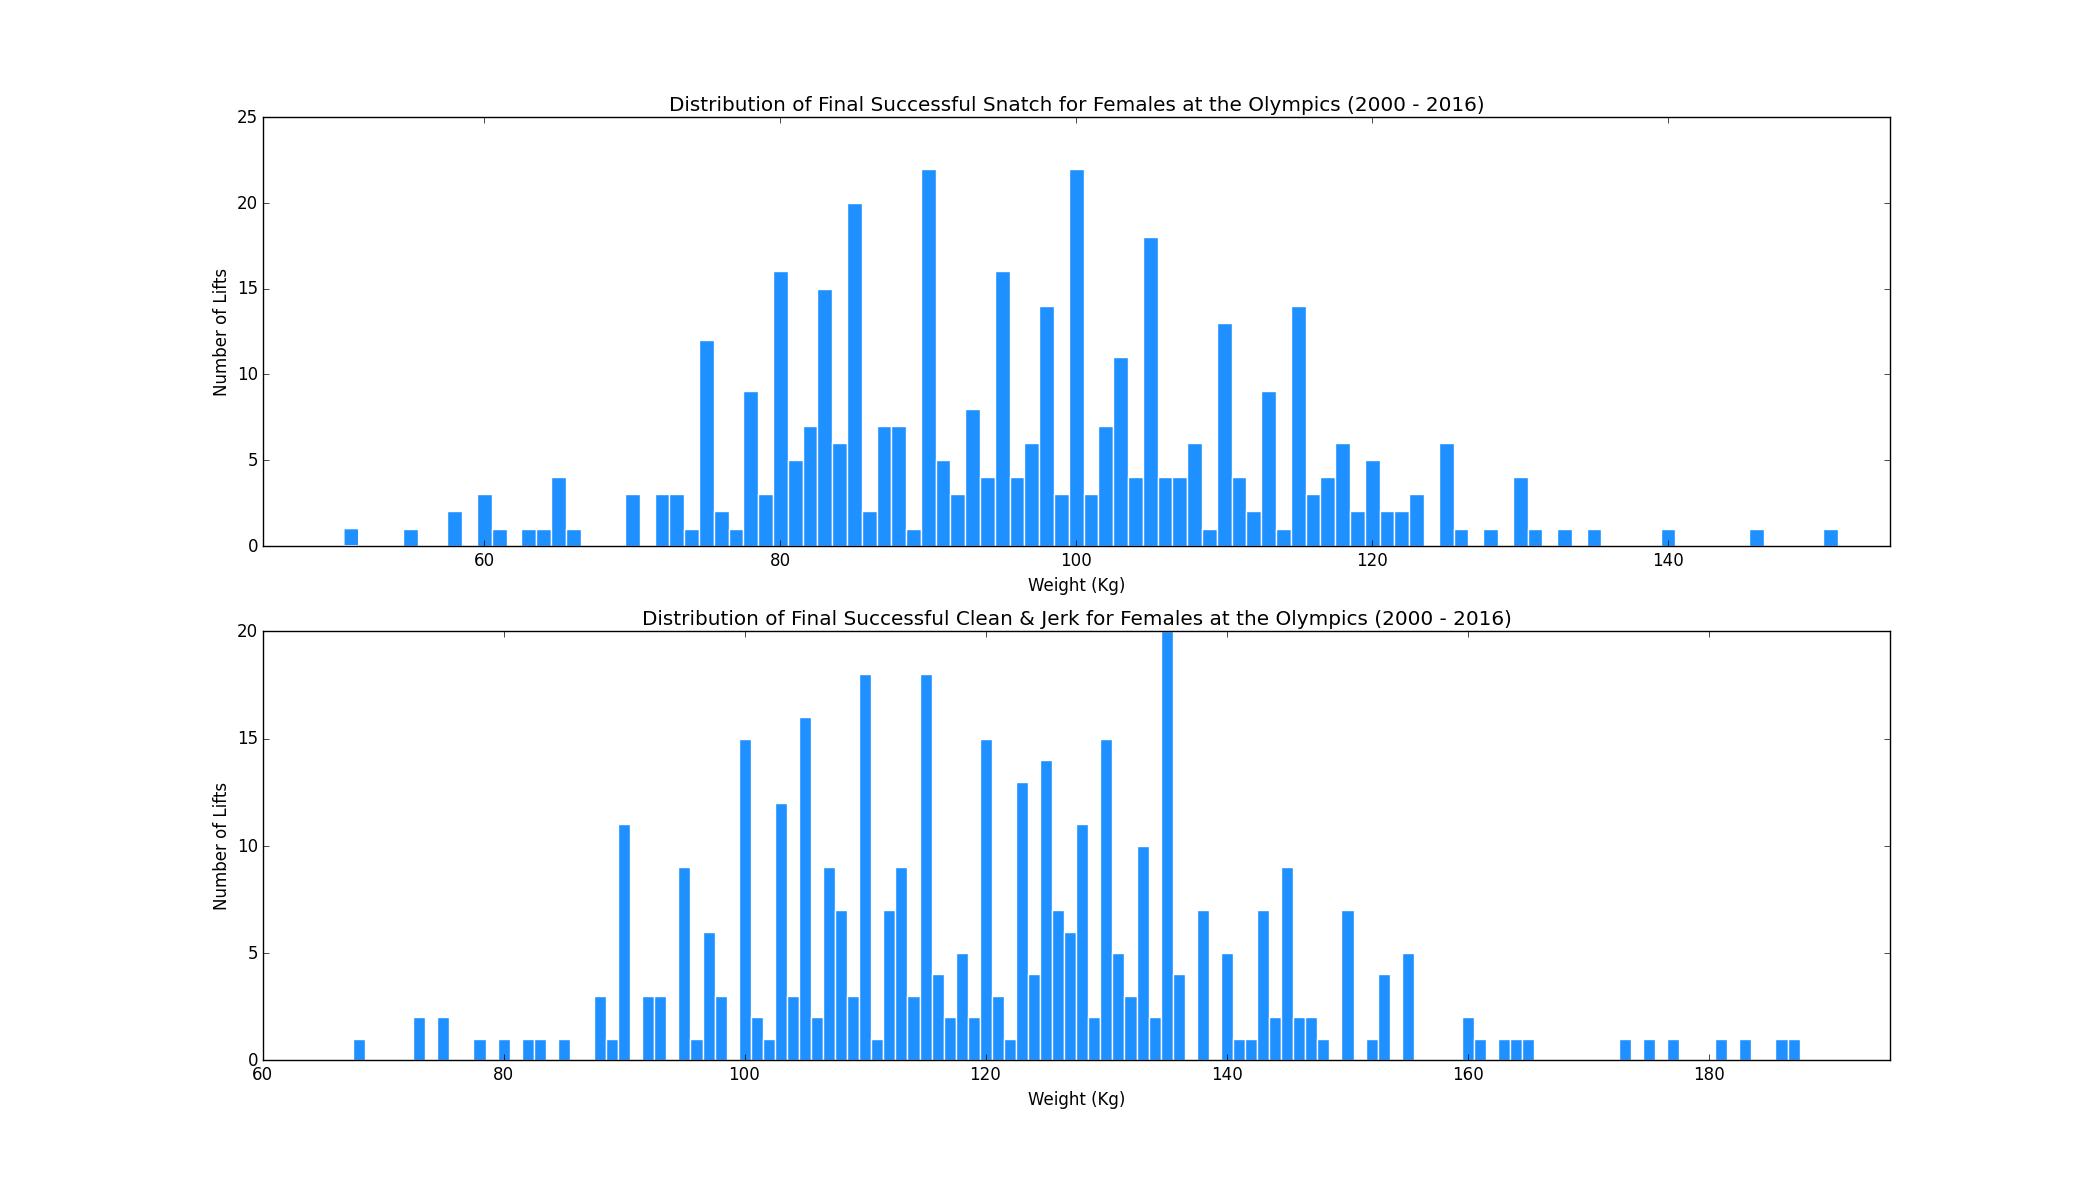 Distribution of Final Successful Snatch for Females at the Olympics (2000 - 2016)
25
20
15
10
5
0
Number of Lifts
60 80 100 120 140
Weight (Kg)
Distribution of Final Successful Clean & Jerk for Females at the Olympics (2000 - 2016)
20
15
10
5
0
Number of Lifts
60 80 100 120 140 160 180
Weight (Kg)